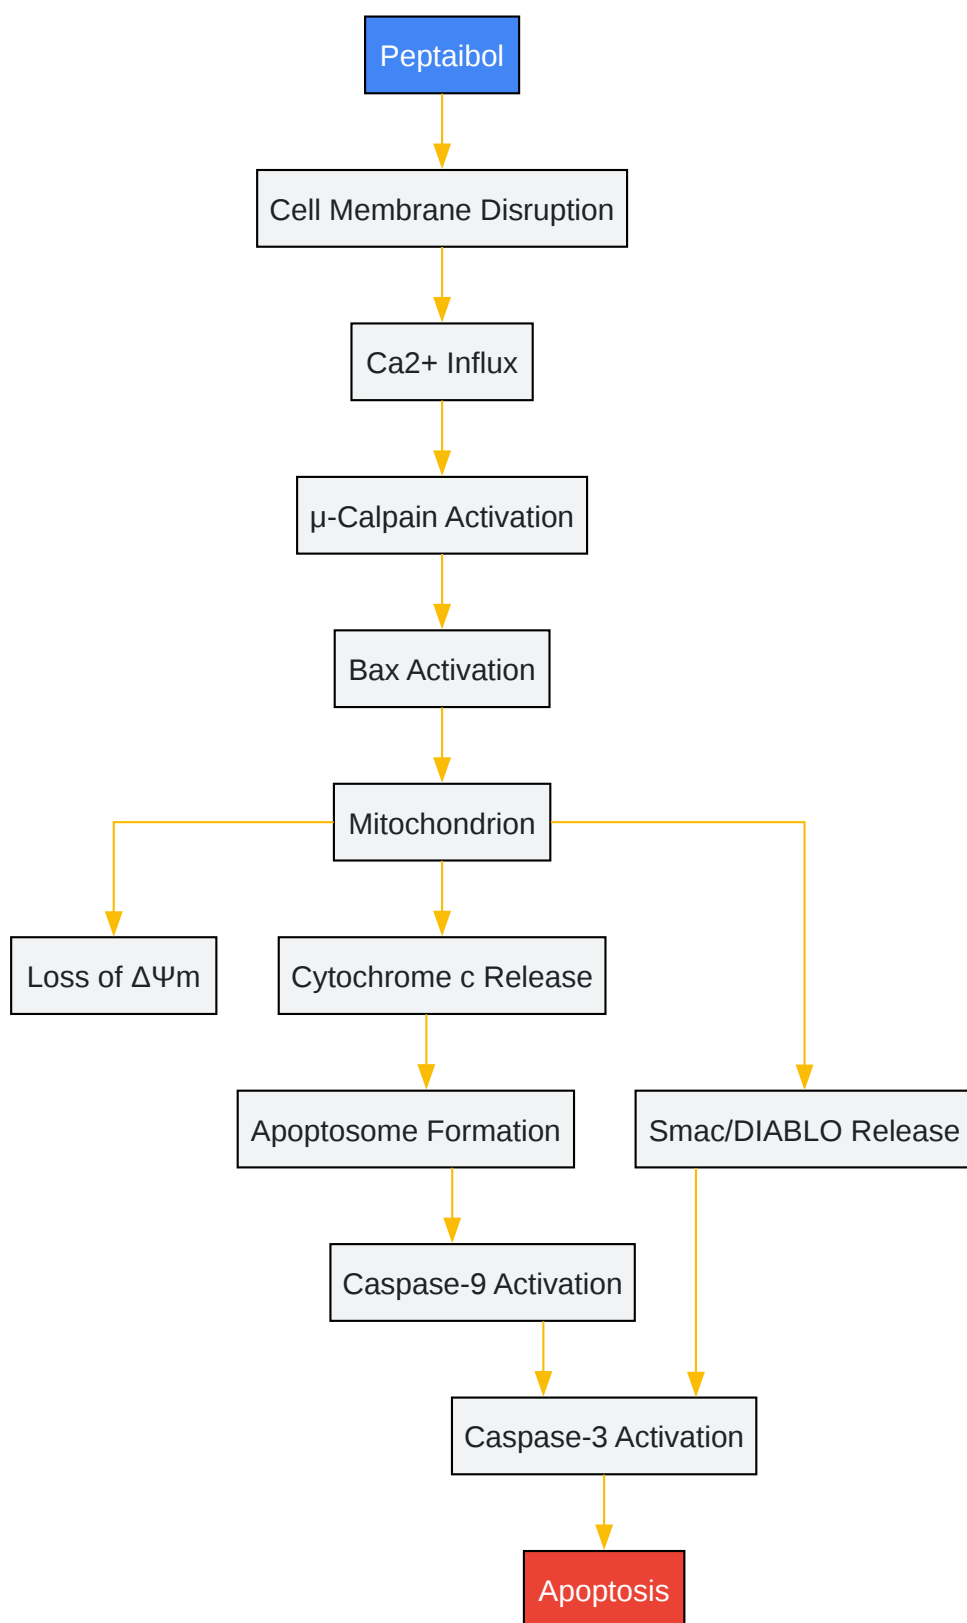 Peptaibol
Cell Membrane Disruption
Ca2+ Influx
μ-Calpain Activation
Bax Activation
Mitochondrion
Loss of ΔΨm
Cytochrome c Release
Apoptosome Formation
Smac/DIABLO Release
Caspase-9 Activation
Caspase-3 Activation
Apoptosis